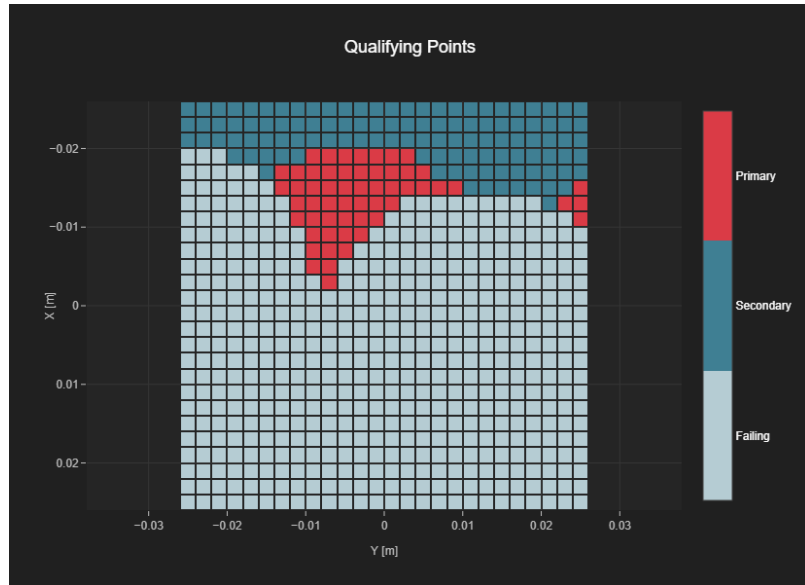 Qualifying Points
−0.02
−0.01
0
0.01
0.02
X [m]
−0.03
−0.02
−0.01
0
0.01
0.02
0.03
Y [m]
Primary
Secondary
Failing